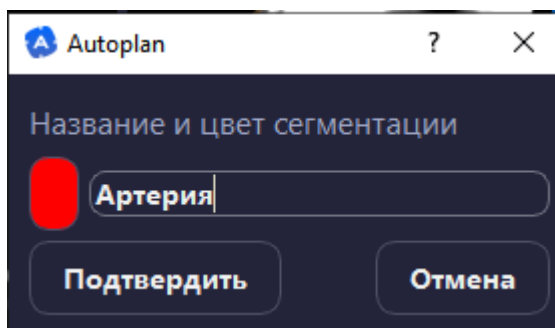 Autoplan ?
Название и цвет сегментации
Артерия
Подтвердить Отмена